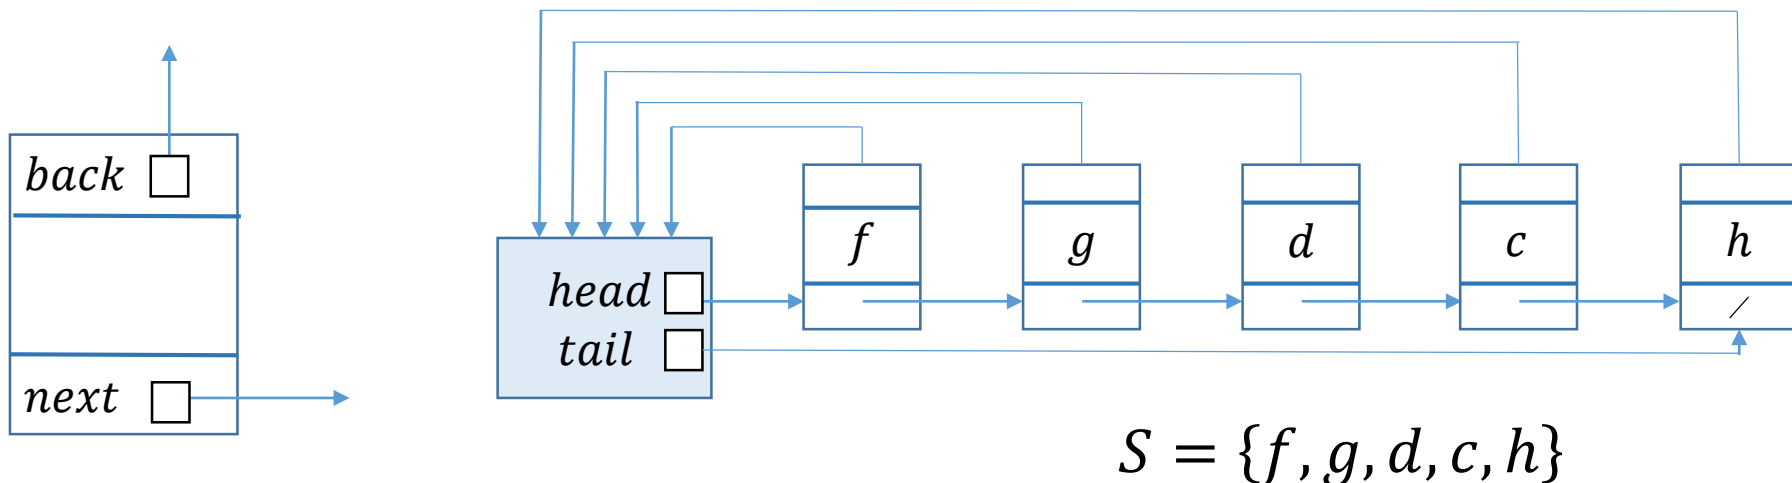 back
next
head
tail
f
g
d
c
h
/
S = {f, g, d, c, h}